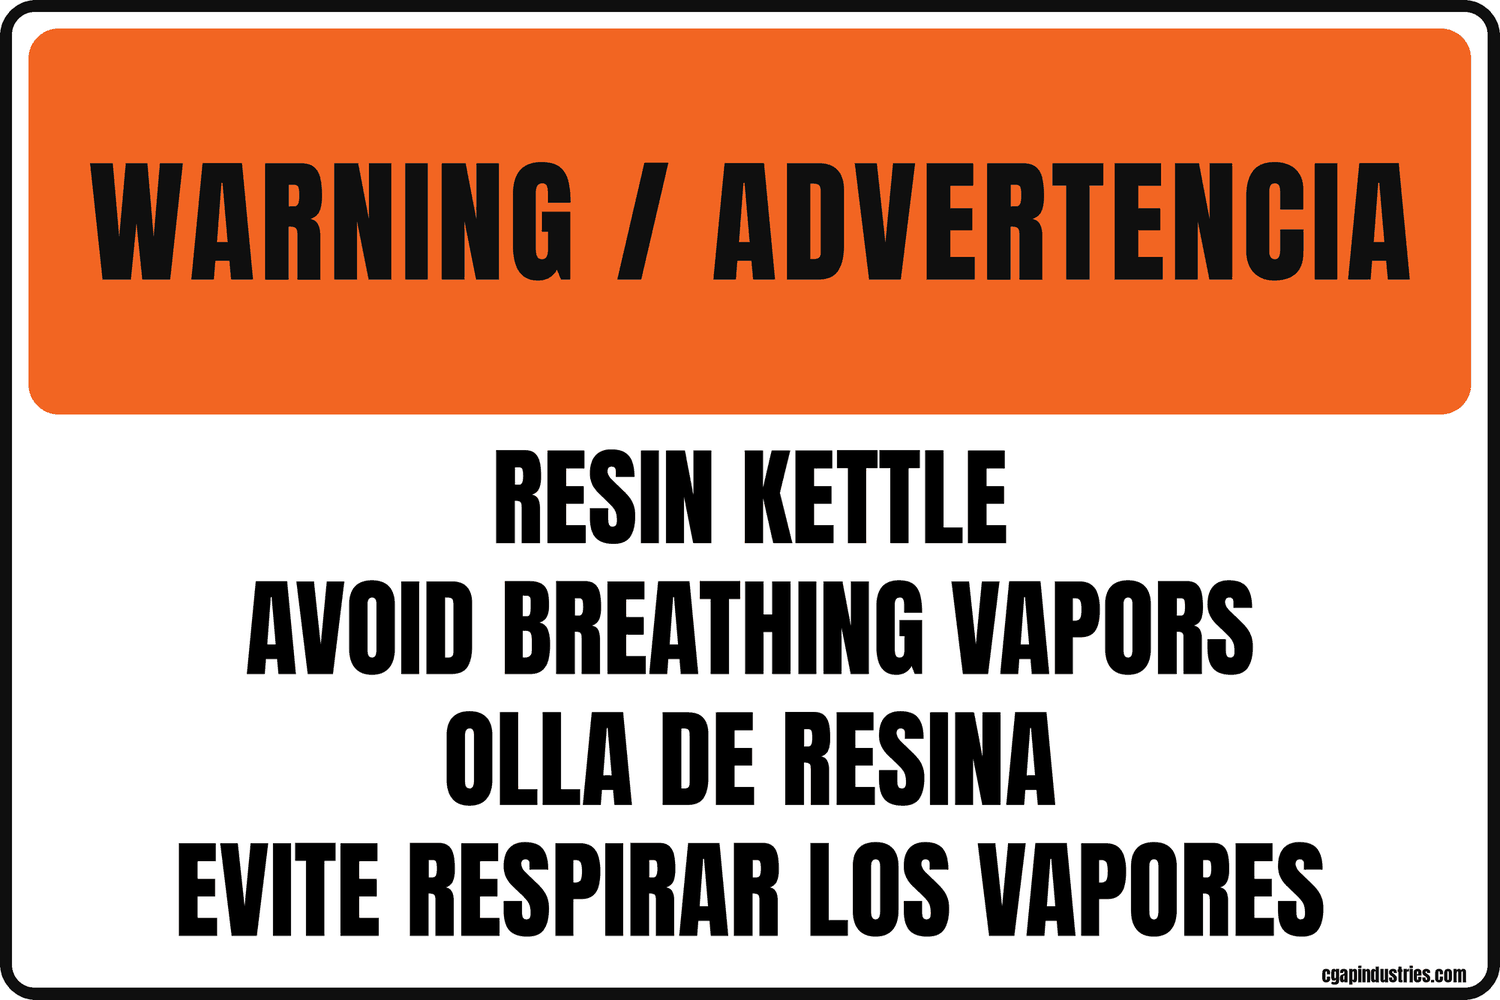 WARNING / ADVERTENCIA
RESIN KETTLE
AVOID BREATHING VAPORS
OLLA DE RESINA
EVITE RESPIRAR LOS VAPORES
cgapindustries.com